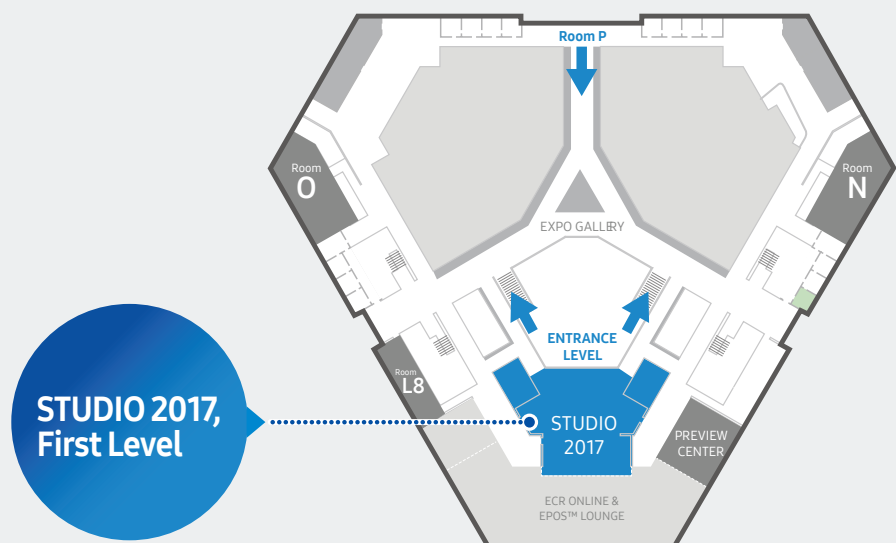 Room P
Room
O
Room
N
EXPO GALLERY
ENTRANCE
LEVEL
Room
L8
STUDIO 2017,
First Level
STUDIO
2017
PREVIEW
CENTER
ECR ONLINE &
EPOS™ LOUNGE